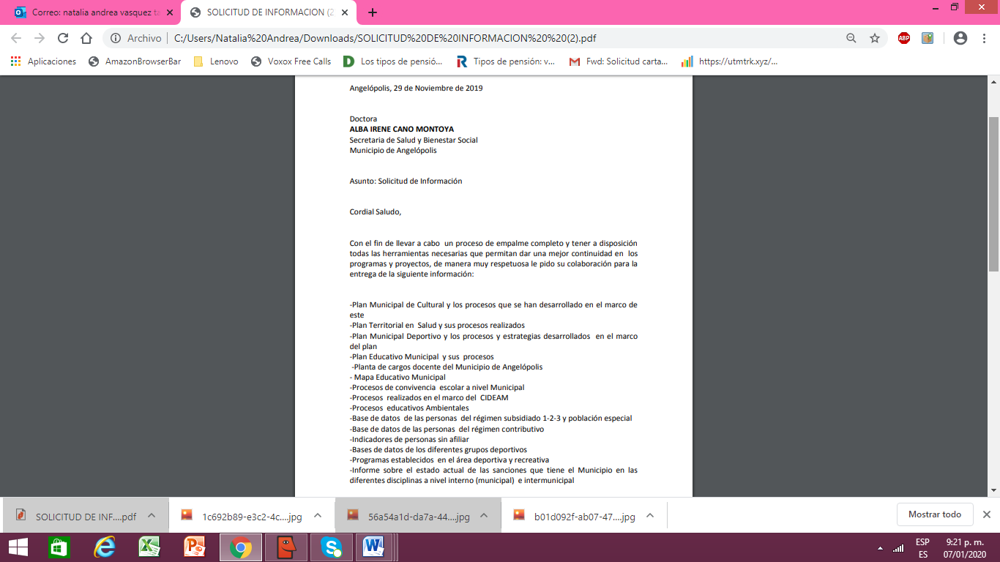 Correo: natalia andrea vasquez ta
SOLICITUD DE INFORMACION (2
Archivo
C:/Users/Natalia%20Andrea/Downloads/SOLICITUD%20DE%20INFORMACION%20%20(2).pdf
ABP
Aplicaciones
AmazonBrowserBar
Lenovo
Voxox Free Calls
Los tipos de pensió...
Tipos de pensión: v...
Fwd: Solicitud carta...
https://utmtrk.xyz/...
Angelópolis, 29 de Noviembre de 2019
Doctora
ALBA IRENE CANO MONTOYA
Secretaria de Salud y Bienestar Social
Municipio de Angelópolis
Asunto: Solicitud de Información
Cordial Saludo,
Con el fin de llevar a cabo un proceso de empalme completo y tener a disposición
todas las herramientas necesarias que permitan dar una mejor continuidad en los
programas y proyectos, de manera muy respetuosa le pido su colaboración para la
entrega de la siguiente información:
-Plan Municipal de Cultural y los procesos que se han desarrollado en el marco de
este
-Plan Territorial en Salud y sus procesos realizados
-Plan Municipal Deportivo y los procesos y estrategias desarrollados en el marco
del plan
-Plan Educativo Municipal y sus procesos
-Planta de cargos docente del Municipio de Angelópolis
- Mapa Educativo Municipal
-Procesos de convivencia escolar a nivel Municipal
-Procesos realizados en el marco del CIDEAM
-Procesos educativos Ambientales
-Base de datos de las personas del régimen subsidiado 1-2-3 y población especial
-Base de datos de las personas del régimen contributivo
-Indicadores de personas sin afiliar
-Bases de datos de los diferentes grupos deportivos
-Programas establecidos en el área deportiva y recreativa
-Informe sobre el estado actual de las sanciones que tiene el Municipio en las
diferentes disciplinas a nivel interno (municipal) e intermunicipal
SOLICITUD DE INF....pdf
1c692b89-e3c2-4c....jpg
56a54a1d-da7a-44....jpg
b01d092f-ab07-47....jpg
Mostrar todo
ESP
ES
9:21 p. m.
07/01/2020